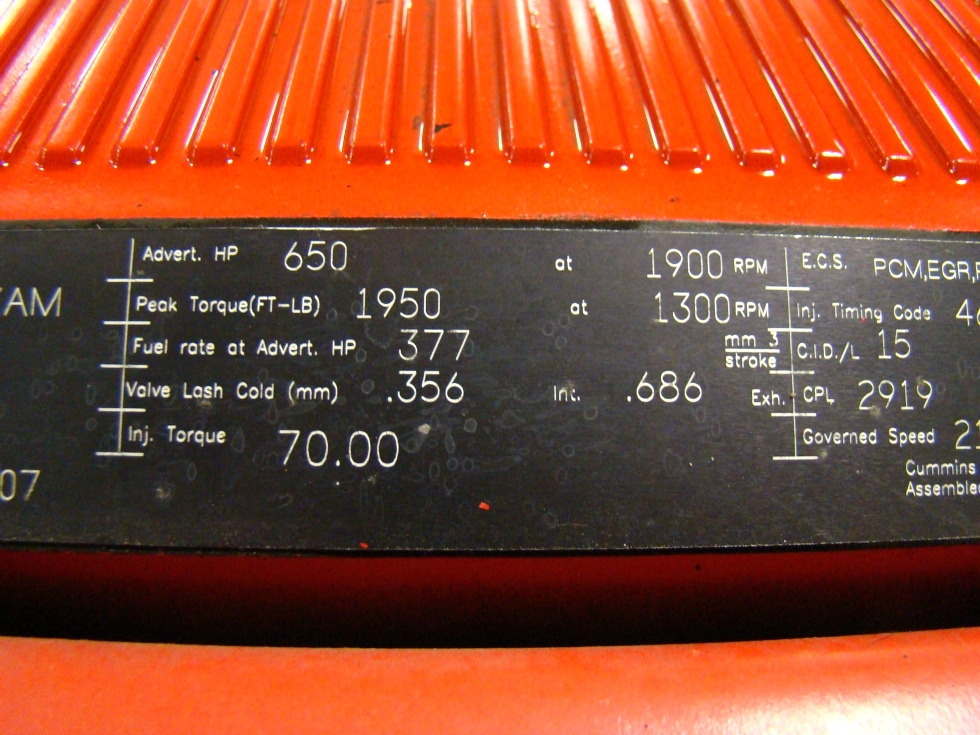 Advert. HP 650 at 1900 RPM E.C.S. PCM,EGR,
Peak Torque(FT-LB) 1950 at 1300 RPM Inj. Timing Code
Fuel rate at Advert. HP 377 mm 3 stroke C.I.D./L 15
Valve Lash Cold (mm) .356 Int. .686 Exh. CPL 2919
Inj. Torque 70.00 Governed Speed
07 Cummins
Assembled